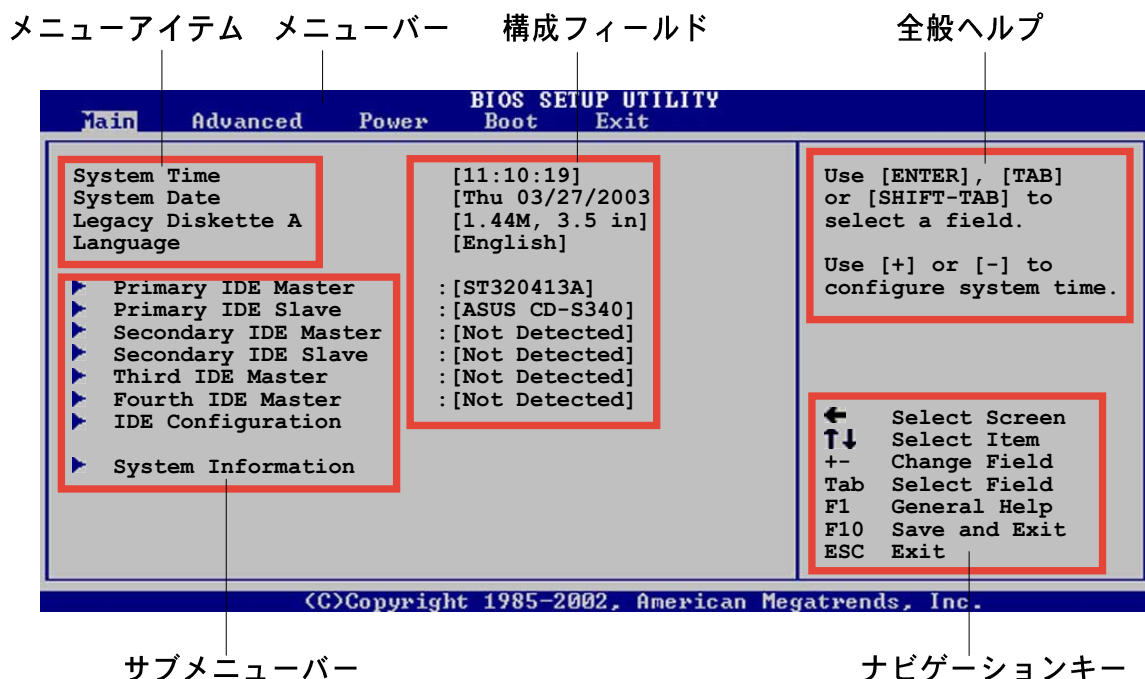 メニューアイテム メニューバー 構成フィールド 全般ヘルプ
BIOS SETUP UTILITY
Main Advanced Power Boot Exit
System Time [11:10:19]
System Date [Thu 03/27/2003
Legacy Diskette A [1.44M, 3.5 in]
Language [English]
Primary IDE Master :[ST320413A]
Primary IDE Slave :[ASUS CD-S340]
Secondary IDE Master :[Not Detected]
Secondary IDE Slave :[Not Detected]
Third IDE Master :[Not Detected]
Fourth IDE Master :[Not Detected]
IDE Configuration
System Information
Use [ENTER], [TAB]
or [SHIFT-TAB] to
select a field.
Use [+] or [-] to
configure system time.
← Select Screen
↑↓ Select Item
+- Change Field
Tab Select Field
F1 General Help
F10 Save and Exit
ESC Exit
(C)Copyright 1985-2002, American Megatrends, Inc.
サブメニューバー ナビゲーションキー